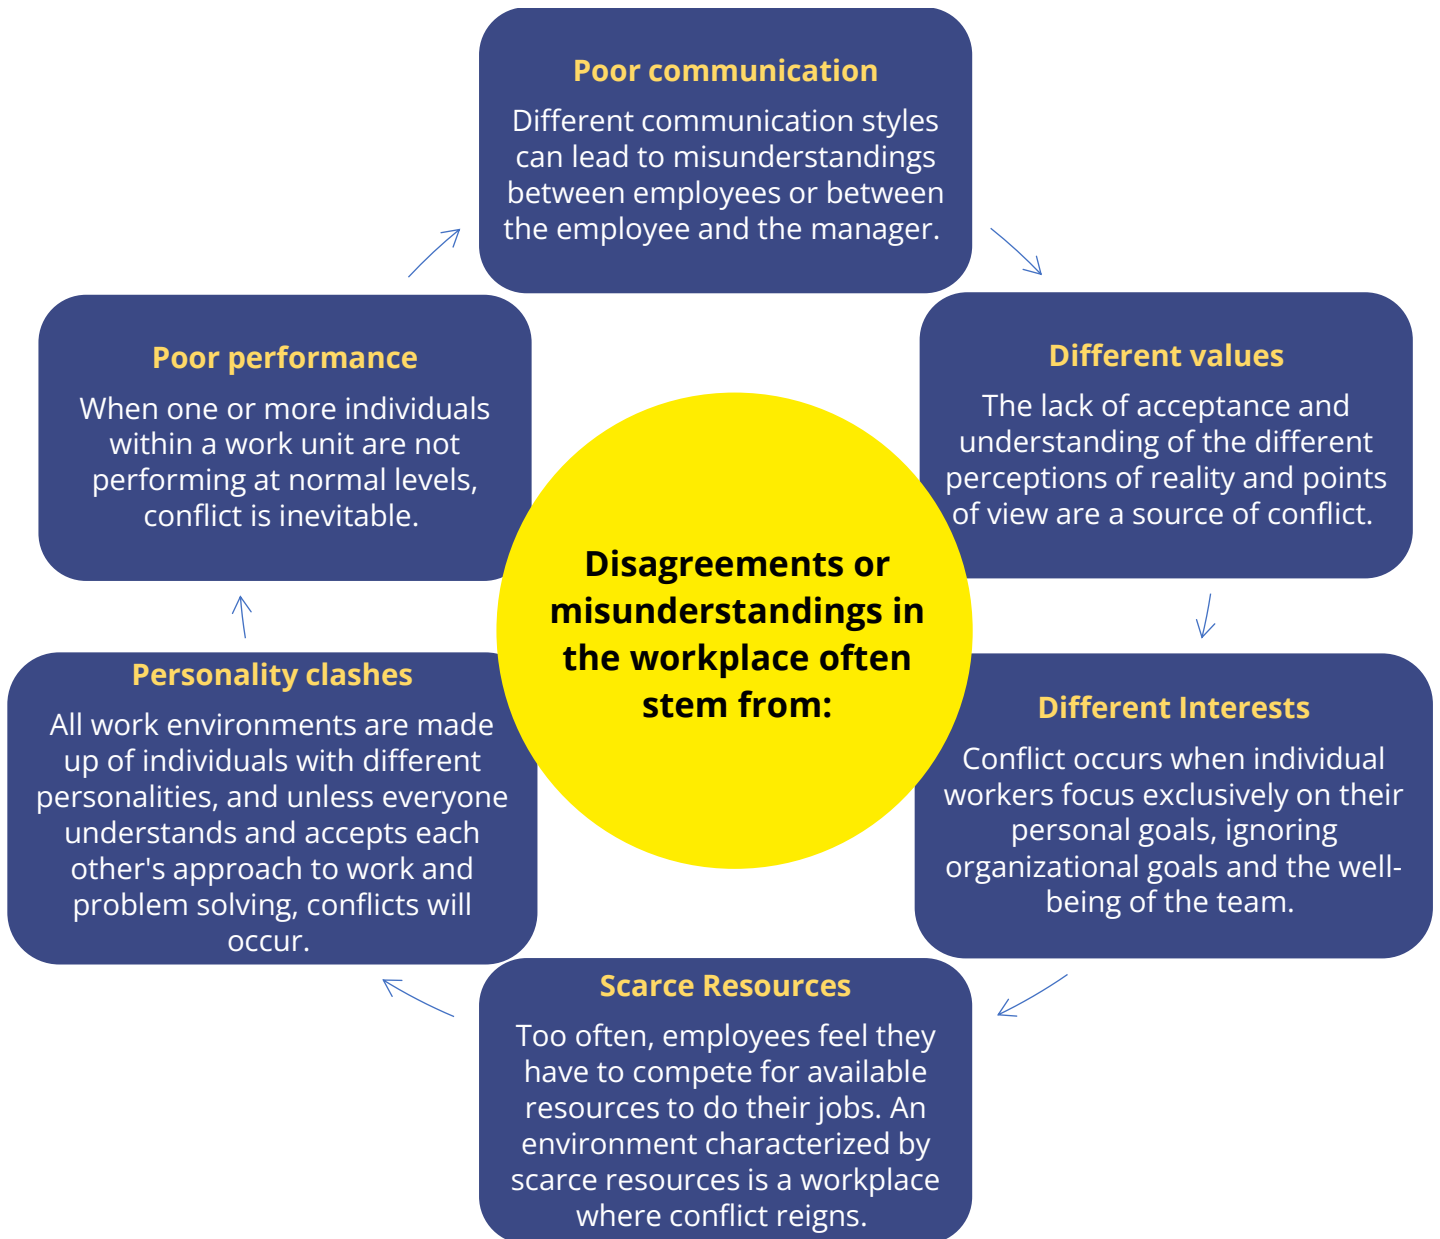 Poor communication
Different communication styles
can lead to misunderstandings
between employees or between
the employee and the manager.
Different values
The lack of acceptance and
understanding of the different
perceptions of reality and points
of view are a source of conflict.
Different Interests
Conflict occurs when individual
workers focus exclusively on their
personal goals, ignoring
organizational goals and the well-
being of the team.
Scarce Resources
Too often, employees feel they
have to compete for available
resources to do their jobs. An
environment characterized by
scarce resources is a workplace
where conflict reigns.
Personality clashes
All work environments are made
up of individuals with different
personalities, and unless everyone
understands and accepts each
other's approach to work and
problem solving, conflicts will
occur.
Poor performance
When one or more individuals
within a work unit are not
performing at normal levels,
conflict is inevitable.
Disagreements or
misunderstandings in
the workplace often
stem from: